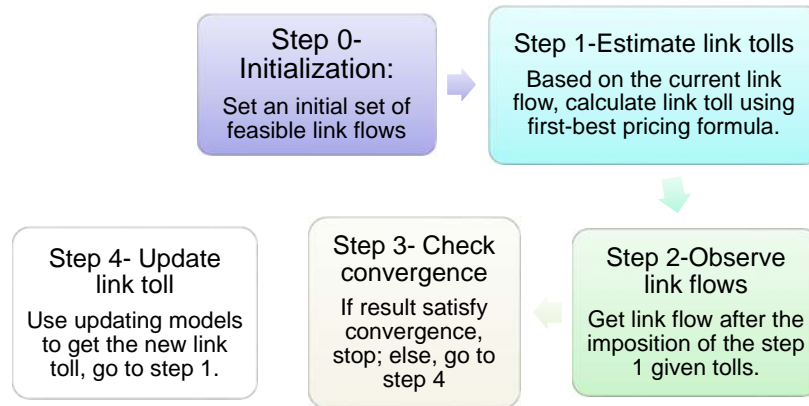 Step 0-
Initialization:
Set an initial set of
feasible link flows
Step 1-Estimate link tolls
Based on the current link
flow, calculate link toll using
first-best pricing formula.
Step 2-Observe
link flows
Get link flow after the
imposition of the step
1 given tolls.
Step 3- Check
convergence
If result satisfy
convergence,
stop; else, go to
step 4
Step 4- Update
link toll
Use updating models
to get the new link
toll, go to step 1.